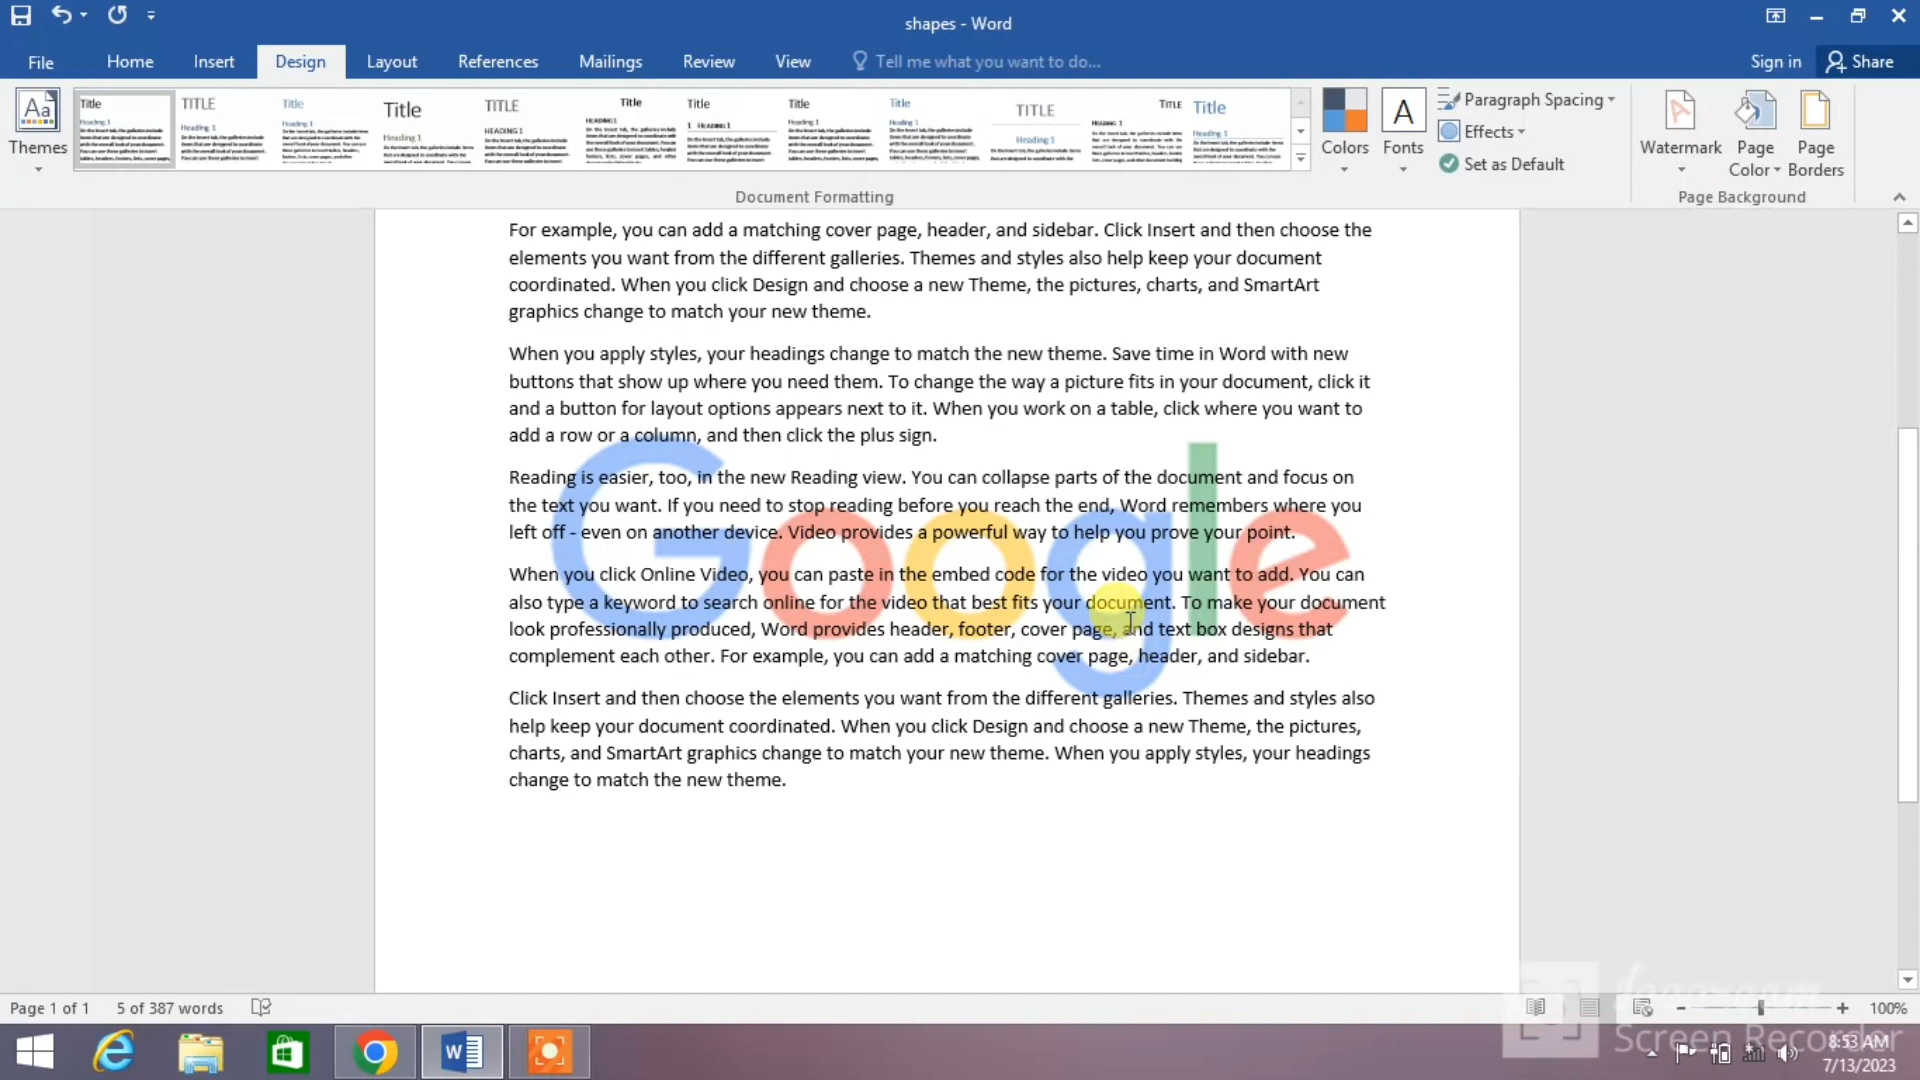 shapes - Word
File Home Insert Design Layout References Mailings Review View Tell me what you want to do... Sign in Share
Themes
Title Heading 1
TITLE Heading 1
Title Heading 1
Title Heading 1
TITLE HEADING 1
Title HEADING 1
Title 1 HEADING 1
Title Heading 1
Title Heading 1
TITLE Heading 1
TITLE HEADING 1
Title Heading 1
Colors Fonts
Paragraph Spacing
Effects
Set as Default
Watermark Page Color Page Borders
Document Formatting Page Background
For example, you can add a matching cover page, header, and sidebar. Click Insert and then choose the
elements you want from the different galleries. Themes and styles also help keep your document
coordinated. When you click Design and choose a new Theme, the pictures, charts, and SmartArt
graphics change to match your new theme.
When you apply styles, your headings change to match the new theme. Save time in Word with new
buttons that show up where you need them. To change the way a picture fits in your document, click it
and a button for layout options appears next to it. When you work on a table, click where you want to
add a row or a column, and then click the plus sign.
Google
Reading is easier, too, in the new Reading view. You can collapse parts of the document and focus on
the text you want. If you need to stop reading before you reach the end, Word remembers where you
left off - even on another device. Video provides a powerful way to help you prove your point.
When you click Online Video, you can paste in the embed code for the video you want to add. You can
also type a keyword to search online for the video that best fits your document. To make your document
look professionally produced, Word provides header, footer, cover page, and text box designs that
complement each other. For example, you can add a matching cover page, header, and sidebar.
Click Insert and then choose the elements you want from the different galleries. Themes and styles also
help keep your document coordinated. When you click Design and choose a new Theme, the pictures,
charts, and SmartArt graphics change to match your new theme. When you apply styles, your headings
change to match the new theme.
Page 1 of 1 5 of 387 words 100%
Screen Recorder
8:53 AM
7/13/2023